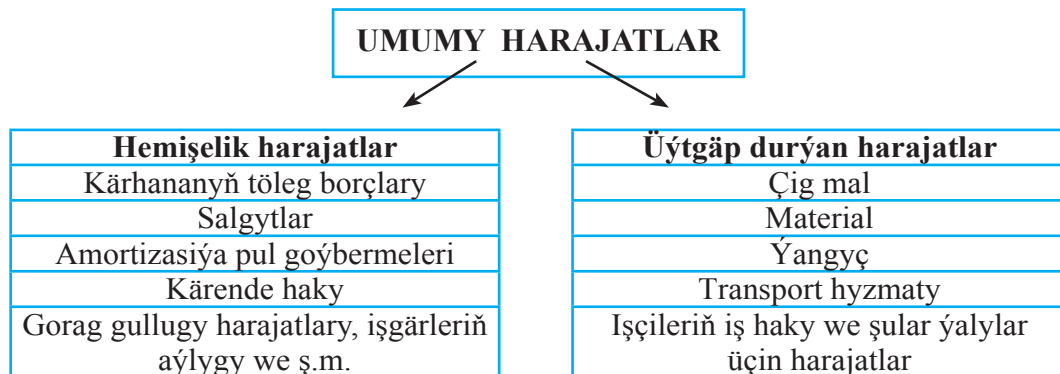 UMUMY HARAJATLAR
Hemişelik harajatlar
Kärhananyň töleg borçlary
Salgytlar
Amortizasiýa pul goýbermeleri
Kärende haky
Gorag gullugy harajatlary, işgärleriň
aýlygy we ş.m.
Üýtgäp durýan harajatlar
Çig mal
Material
Ýangyç
Transport hyzmaty
Işçileriň iş haky we şular ýalylar
üçin harajatlar